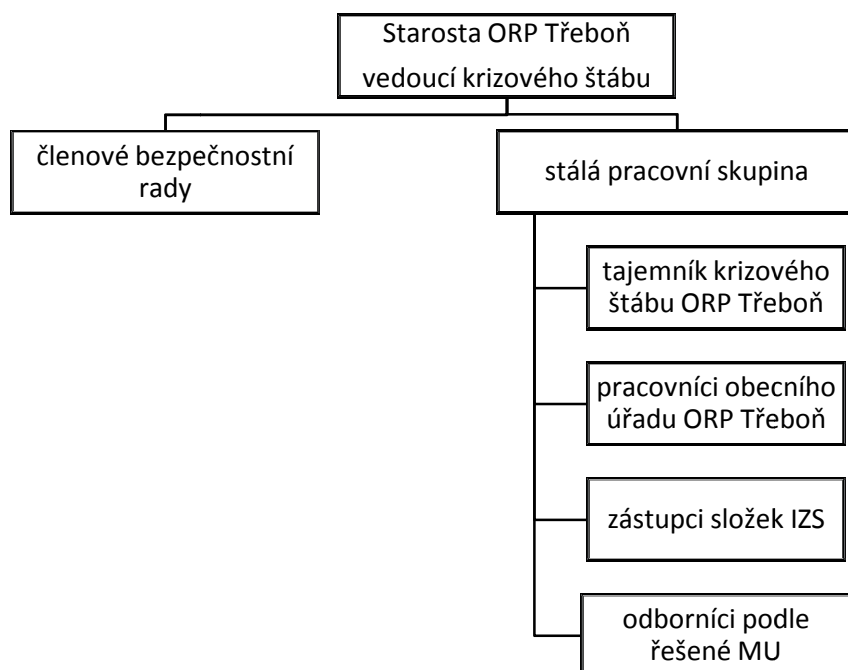 Starosta ORP Třeboň
vedoucí krizového štábu
členové bezpečnostní
rady
stálá pracovní skupina
tajemník krizového
štábu ORP Třeboň
pracovníci obecního
úřadu ORP Třeboň
zástupci složek IZS
odborníci podle
řešené MU